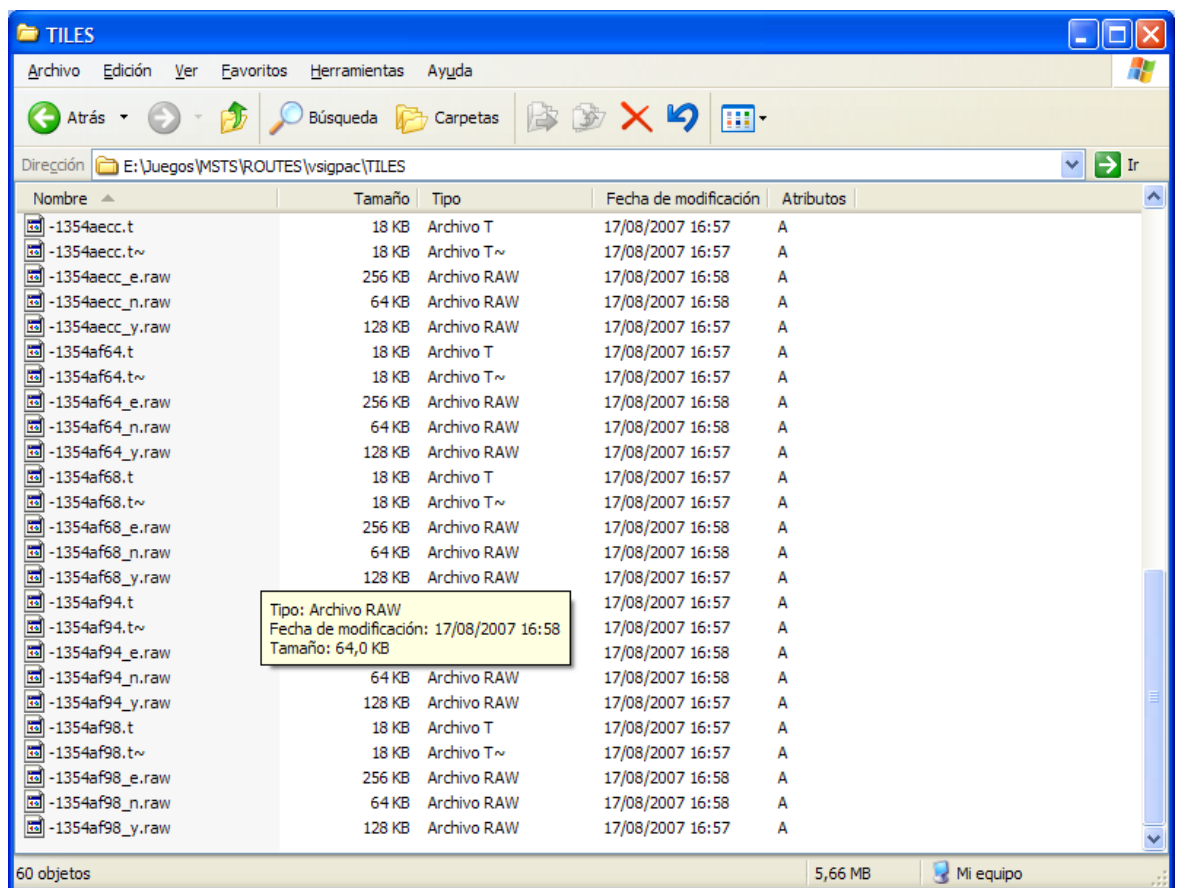 TILES
Archivo Edición Ver Favoritos Herramientas Ayuda
Atrás Búsqueda Carpetas
Dirección E:\Juegos\MSTS\ROUTES\vsigpac\TILES Ir
Nombre Tamaño Tipo Fecha de modificación Atributos
-1354aecc.t 18 KB Archivo T 17/08/2007 16:57 A
-1354aecc.t~ 18 KB Archivo T~ 17/08/2007 16:57 A
-1354aecc_e.raw 256 KB Archivo RAW 17/08/2007 16:58 A
-1354aecc_n.raw 64 KB Archivo RAW 17/08/2007 16:58 A
-1354aecc_y.raw 128 KB Archivo RAW 17/08/2007 16:57 A
-1354af64.t 18 KB Archivo T 17/08/2007 16:57 A
-1354af64.t~ 18 KB Archivo T~ 17/08/2007 16:57 A
-1354af64_e.raw 256 KB Archivo RAW 17/08/2007 16:58 A
-1354af64_n.raw 64 KB Archivo RAW 17/08/2007 16:58 A
-1354af64_y.raw 128 KB Archivo RAW 17/08/2007 16:57 A
-1354af68.t 18 KB Archivo T 17/08/2007 16:57 A
-1354af68.t~ 18 KB Archivo T~ 17/08/2007 16:57 A
-1354af68_e.raw 256 KB Archivo RAW 17/08/2007 16:58 A
-1354af68_n.raw 64 KB Archivo RAW 17/08/2007 16:58 A
-1354af68_y.raw 128 KB Archivo RAW 17/08/2007 16:57 A
-1354af94.t 17/08/2007 16:57 A
-1354af94.t~ 17/08/2007 16:57 A
-1354af94_e.raw 17/08/2007 16:58 A
Tipo: Archivo RAW
Fecha de modificación: 17/08/2007 16:58
Tamaño: 64,0 KB
-1354af94_n.raw 64 KB Archivo RAW 17/08/2007 16:58 A
-1354af94_y.raw 128 KB Archivo RAW 17/08/2007 16:57 A
-1354af98.t 18 KB Archivo T 17/08/2007 16:57 A
-1354af98.t~ 18 KB Archivo T~ 17/08/2007 16:57 A
-1354af98_e.raw 256 KB Archivo RAW 17/08/2007 16:58 A
-1354af98_n.raw 64 KB Archivo RAW 17/08/2007 16:58 A
-1354af98_y.raw 128 KB Archivo RAW 17/08/2007 16:57 A
60 objetos 5,66 MB Mi equipo